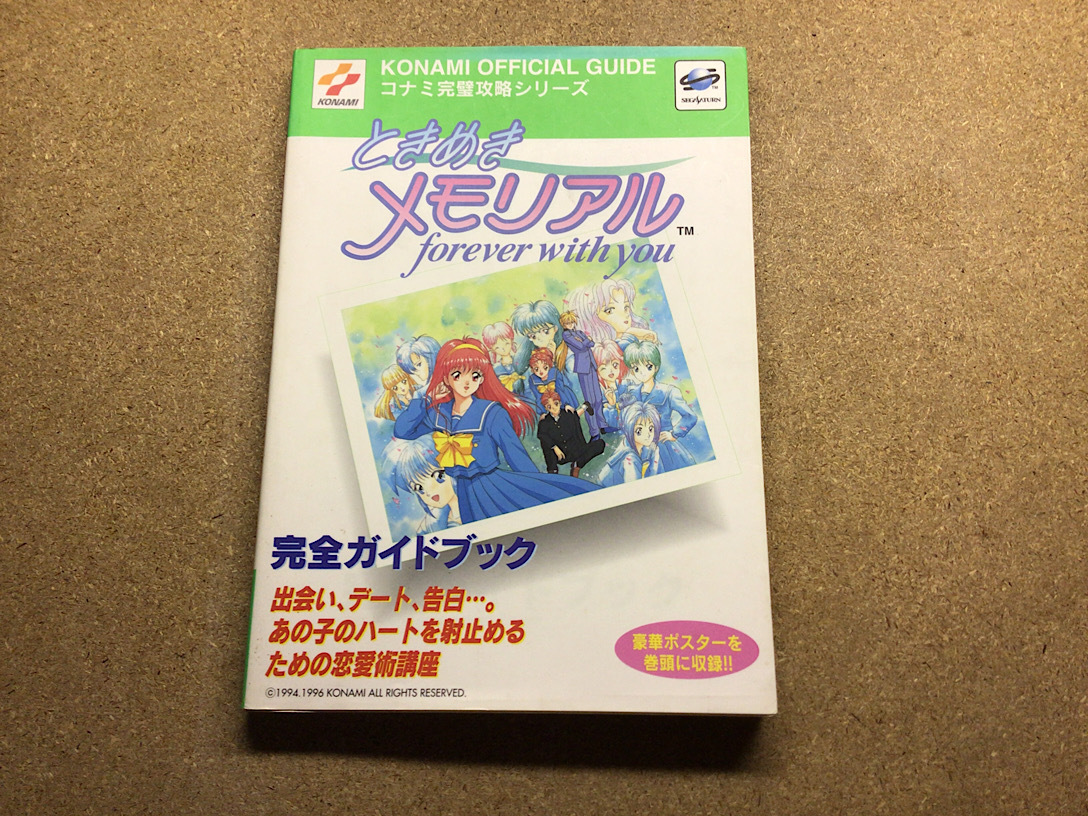 KONAMI
KONAMI OFFICIAL GUIDE
コナミ完璧攻略シリーズ
SEGA SATURN
TM
ときめき
メモリアル
TM
forever with you
完全ガイドブック
出会い、デート、告白…。
あの子のハートを射止める
ための恋愛術講座
豪華ポスターを
巻頭に収録!!
©1994.1996 KONAMI ALL RIGHTS RESERVED.